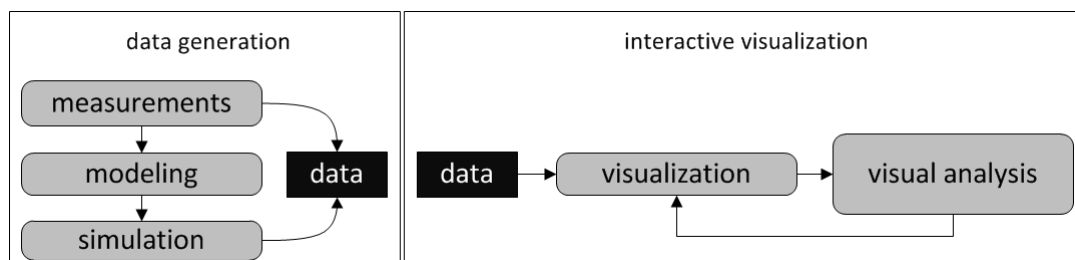 data generation
measurements
modeling
simulation
data
interactive visualization
data
visualization
visual analysis